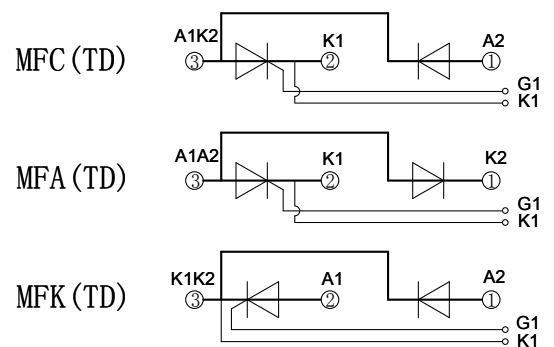 MFC(TD) A1K2 K1 A2
③ ② ①
G1
K1
MFA(TD) A1A2 K1 K2
③ ② ①
G1
K1
MFK(TD) K1K2 A1 A2
③ ② ①
G1
K1